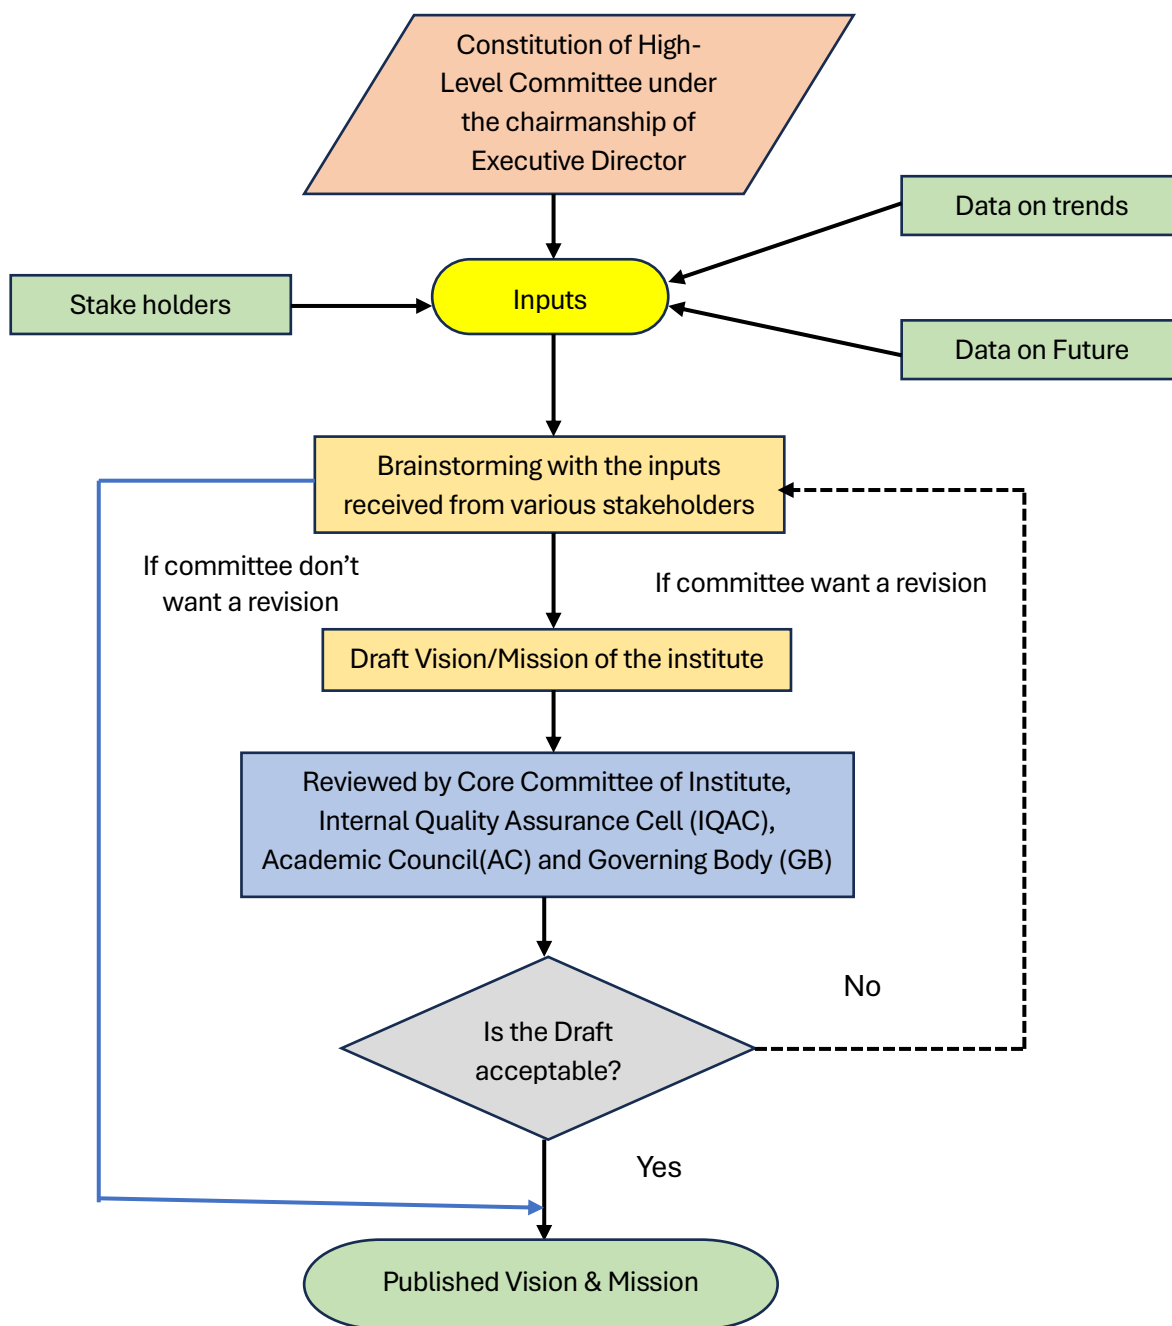 Constitution of High-
Level Committee under
the chairmanship of
Executive Director
Data on trends
Stake holders
Inputs
Data on Future
Brainstorming with the inputs
received from various stakeholders
If committee don’t
want a revision
If committee want a revision
Draft Vision/Mission of the institute
Reviewed by Core Committee of Institute,
Internal Quality Assurance Cell (IQAC),
Academic Council(AC) and Governing Body (GB)
No
Is the Draft
acceptable?
Yes
Published Vision & Mission